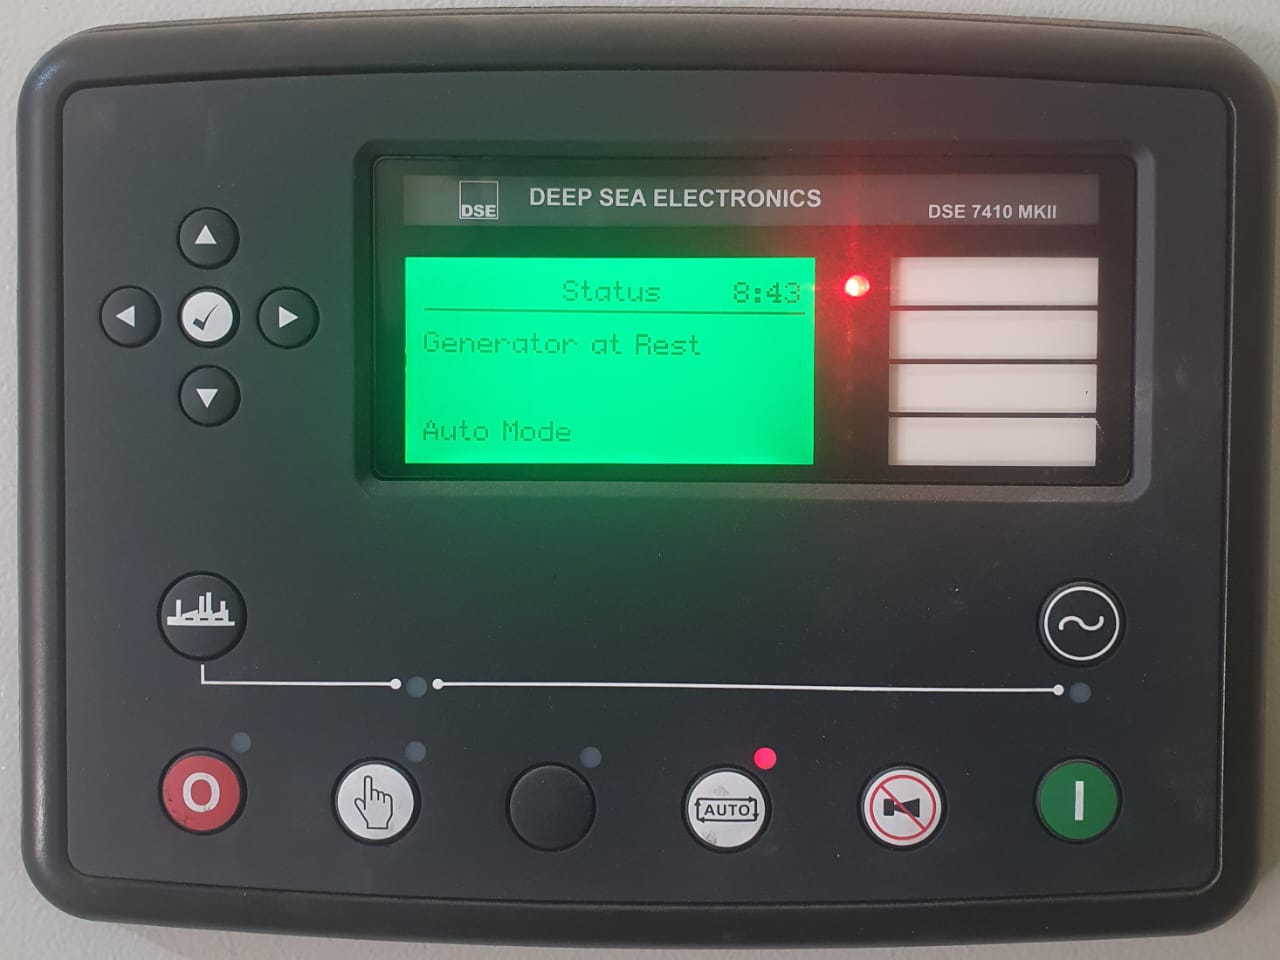 DSE
DEEP SEA ELECTRONICS
DSE 7410 MKII
Status 8:43
Generator at Rest
Auto Mode
O
AUTO
I